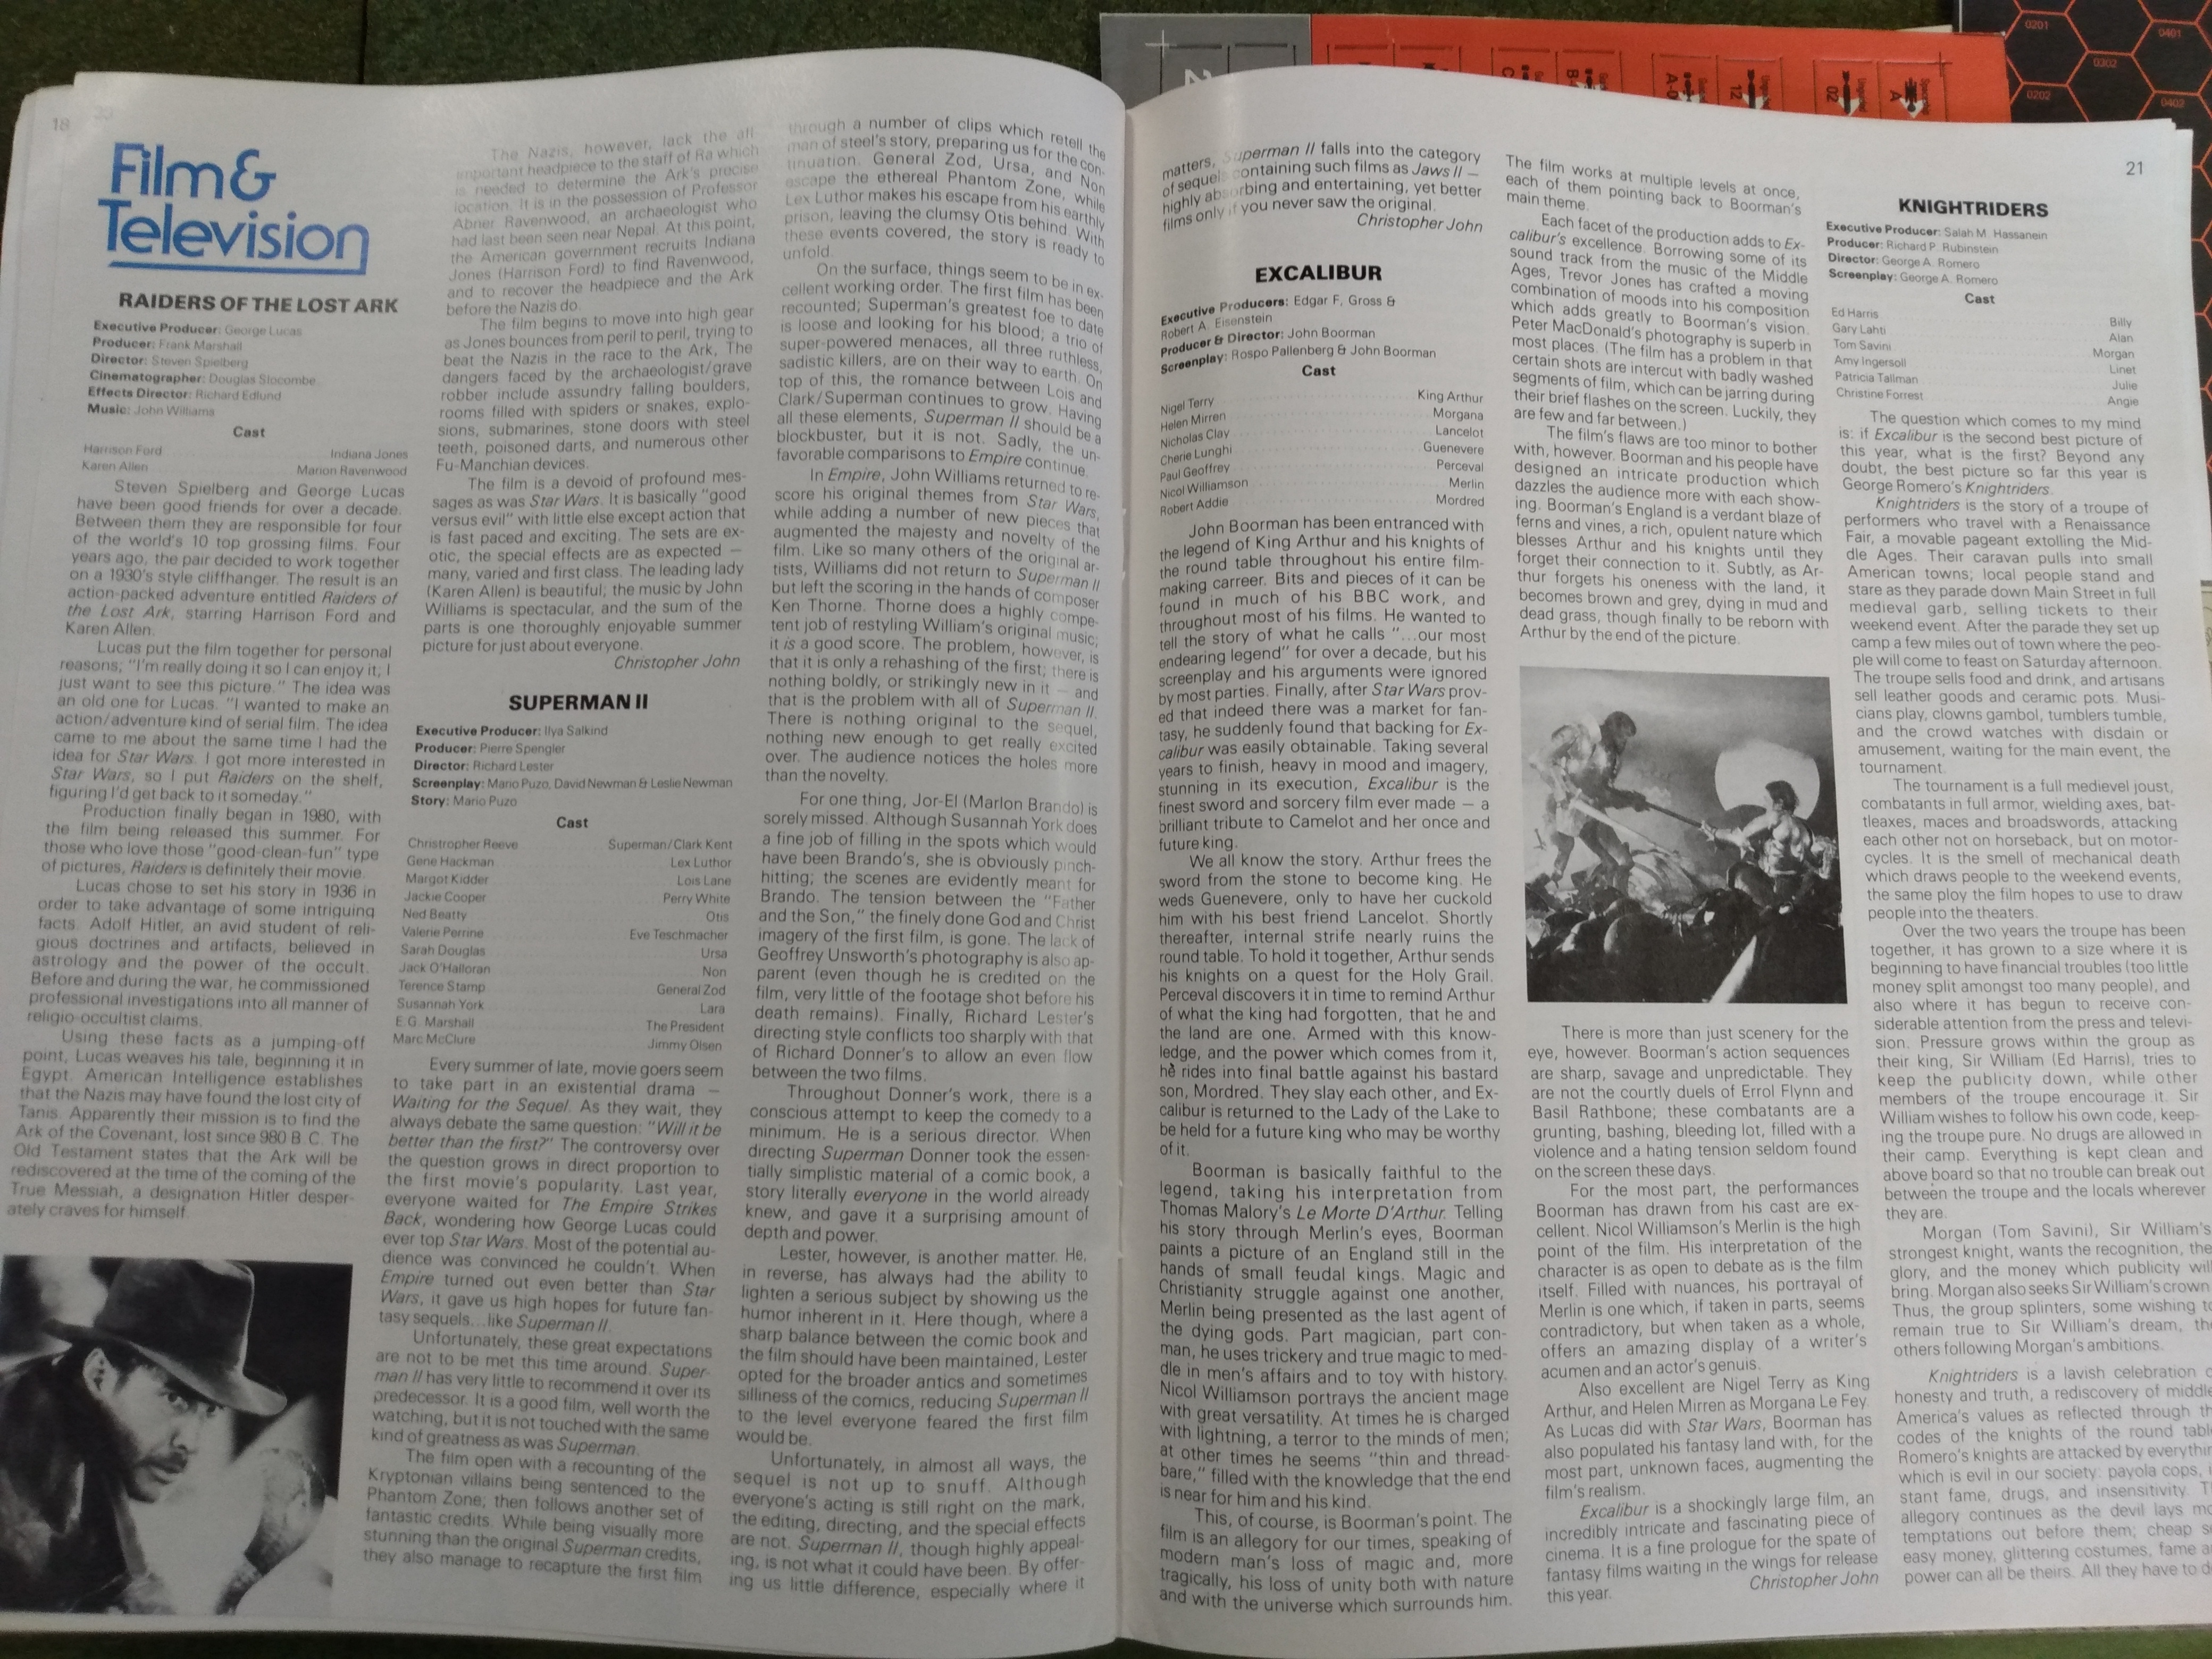 18
Film &
Television
RAIDERS OF THE LOST ARK
Executive Producer: George Lucas
Producer: Frank Marshall
Director: Steven Spielberg
Cinematographer: Douglas Slocombe
Effects Director: Richard Edlund
Music: John Williams
Cast
Harrison Ford Indiana Jones
Karen Allen Marion Ravenwood
Steven Spielberg and George Lucas
have been good friends for over a decade.
Between them they are responsible for four
of the world's 10 top grossing films. Four
years ago, the pair decided to work together
on a 1930's style cliffhanger. The result is an
action-packed adventure entitled Raiders of
the Lost Ark, starring Harrison Ford and
Karen Allen.
Lucas put the film together for personal
reasons; "I'm really doing it so I can enjoy it; I
just want to see this picture." The idea was
an old one for Lucas. "I wanted to make an
action/adventure kind of serial film. The idea
came to me about the same time I had the
idea for Star Wars. I got more interested in
Star Wars, so I put Raiders on the shelf,
figuring I'd get back to it someday."
Production finally began in 1980, with
the film being released this summer. For
those who love those "good-clean-fun" type
of pictures, Raiders is definitely their movie.
Lucas chose to set his story in 1936 in
order to take advantage of some intriguing
facts. Adolf Hitler, an avid student of reli-
gious doctrines and artifacts, believed in
astrology and the power of the occult.
Before and during the war, he commissioned
professional investigations into all manner of
religio-occultist claims.
Using these facts as a jumping-off
point, Lucas weaves his tale, beginning it in
Egypt. American Intelligence establishes
that the Nazis may have found the lost city of
Tanis. Apparently their mission is to find the
Ark of the Covenant, lost since 980 B.C. The
Old Testament states that the Ark will be
rediscovered at the time of the coming of the
True Messiah, a designation Hitler desper-
ately craves for himself.
The Nazis, however, lack the all
important headpiece to the staff of Ra which
is needed to determine the Ark's precise
location. It is in the possession of Professor
Abner Ravenwood, an archaeologist who
had last been seen near Nepal. At this point,
the American government recruits Indiana
Jones (Harrison Ford) to find Ravenwood,
and to recover the headpiece and the Ark
before the Nazis do.
The film begins to move into high gear
as Jones bounces from peril to peril, trying to
beat the Nazis in the race to the Ark. The
dangers faced by the archaeologist/grave
robber include assundry falling boulders,
rooms filled with spiders or snakes, explo-
sions, submarines, stone doors with steel
teeth, poisoned darts, and numerous other
Fu-Manchian devices.
The film is a devoid of profound mes-
sages as was Star Wars. It is basically "good
versus evil" with little else except action that
is fast paced and exciting. The sets are ex-
otic, the special effects are as expected —
many, varied and first class. The leading lady
(Karen Allen) is beautiful; the music by John
Williams is spectacular, and the sum of the
parts is one thoroughly enjoyable summer
picture for just about everyone.
Christopher John
SUPERMAN II
Executive Producer: Ilya Salkind
Producer: Pierre Spengler
Director: Richard Lester
Screenplay: Mario Puzo, David Newman & Leslie Newman
Story: Mario Puzo
Cast
Christropher Reeve Superman/Clark Kent
Gene Hackman Lex Luthor
Margot Kidder Lois Lane
Jackie Cooper Perry White
Ned Beatty Otis
Valerie Perrine Eve Teschmacher
Sarah Douglas Ursa
Jack O'Halloran Non
Terence Stamp General Zod
Susannah York Lara
E.G. Marshall The President
Marc McClure Jimmy Olsen
Every summer of late, movie goers seem
to take part in an existential drama —
Waiting for the Sequel. As they wait, they
always debate the same question: "Will it be
better than the first?" The controversy over
the question grows in direct proportion to
the first movie's popularity. Last year,
everyone waited for The Empire Strikes
Back, wondering how George Lucas could
ever top Star Wars. Most of the potential au-
dience was convinced he couldn't. When
Empire turned out even better than Star
Wars, it gave us high hopes for future fan-
tasy sequels...like Superman II.
Unfortunately, these great expectations
are not to be met this time around. Super-
man II has very little to recommend it over its
predecessor. It is a good film, well worth the
watching, but it is not touched with the same
kind of greatness as was Superman.
The film open with a recounting of the
Kryptonian villains being sentenced to the
Phantom Zone; then follows another set of
fantastic credits. While being visually more
stunning than the original Superman credits,
they also manage to recapture the first film
through a number of clips which retell the
man of steel's story, preparing us for the con-
tinuation. General Zod, Ursa, and Non
escape the ethereal Phantom Zone, while
Lex Luthor makes his escape from his earthly
prison, leaving the clumsy Otis behind. With
these events covered, the story is ready to
unfold.
On the surface, things seem to be in ex-
cellent working order. The first film has been
recounted; Superman's greatest foe to date
is loose and looking for his blood; a trio of
super-powered menaces, all three ruthless,
sadistic killers, are on their way to earth. On
top of this, the romance between Lois and
Clark/Superman continues to grow. Having
all these elements, Superman II should be a
blockbuster, but it is not. Sadly, the un-
favorable comparisons to Empire continue.
In Empire, John Williams returned to re-
score his original themes from Star Wars,
while adding a number of new pieces that
augmented the majesty and novelty of the
film. Like so many others of the original ar-
tists, Williams did not return to Superman II
but left the scoring in the hands of composer
Ken Thorne. Thorne does a highly compe-
tent job of restyling William's original music;
it is a good score. The problem, however, is
that it is only a rehashing of the first; there is
nothing boldly, or strikingly new in it — and
that is the problem with all of Superman II.
There is nothing original to the sequel,
nothing new enough to get really excited
over. The audience notices the holes more
than the novelty.
For one thing, Jor-El (Marlon Brando) is
sorely missed. Although Susannah York does
a fine job of filling in the spots which would
have been Brando's, she is obviously pinch-
hitting; the scenes are evidently meant for
Brando. The tension between the "Father
and the Son," the finely done God and Christ
imagery of the first film, is gone. The lack of
Geoffrey Unsworth's photography is also ap-
parent (even though he is credited on the
film, very little of the footage shot before his
death remains). Finally, Richard Lester's
directing style conflicts too sharply with that
of Richard Donner's to allow an even flow
between the two films.
Throughout Donner's work, there is a
conscious attempt to keep the comedy to a
minimum. He is a serious director. When
directing Superman Donner took the essen-
tially simplistic material of a comic book, a
story literally everyone in the world already
knew, and gave it a surprising amount of
depth and power.
Lester, however, is another matter. He,
in reverse, has always had the ability to
lighten a serious subject by showing us the
humor inherent in it. Here though, where a
sharp balance between the comic book and
the film should have been maintained, Lester
opted for the broader antics and sometimes
silliness of the comics, reducing Superman II
to the level everyone feared the first film
would be.
Unfortunately, in almost all ways, the
sequel is not up to snuff. Although
everyone's acting is still right on the mark,
the editing, directing, and the special effects
are not. Superman II, though highly appeal-
ing, is not what it could have been. By offer-
ing us little difference, especially where it
matters, Superman II falls into the category
of sequels containing such films as Jaws II —
highly absorbing and entertaining, yet better
films only if you never saw the original.
Christopher John
EXCALIBUR
Executive Producers: Edgar F. Gross &
Robert A. Eisenstein
Producer & Director: John Boorman
Screenplay: Rospo Pallenberg & John Boorman
Cast
Nigel Terry King Arthur
Helen Mirren Morgana
Nicholas Clay Lancelot
Cherie Lunghi Guenevere
Paul Geoffrey Perceval
Nicol Williamson Merlin
Robert Addie Mordred
John Boorman has been entranced with
the legend of King Arthur and his knights of
the round table throughout his entire film-
making carreer. Bits and pieces of it can be
found in much of his BBC work, and
throughout most of his films. He wanted to
tell the story of what he calls "...our most
endearing legend" for over a decade, but his
screenplay and his arguments were ignored
by most parties. Finally, after Star Wars prov-
ed that indeed there was a market for fan-
tasy, he suddenly found that backing for Ex-
calibur was easily obtainable. Taking several
years to finish, heavy in mood and imagery,
stunning in its execution, Excalibur is the
finest sword and sorcery film ever made — a
brilliant tribute to Camelot and her once and
future king.
We all know the story. Arthur frees the
sword from the stone to become king. He
weds Guenevere, only to have her cuckold
him with his best friend Lancelot. Shortly
thereafter, internal strife nearly ruins the
round table. To hold it together, Arthur sends
his knights on a quest for the Holy Grail.
Perceval discovers it in time to remind Arthur
of what the king had forgotten, that he and
the land are one. Armed with this know-
ledge, and the power which comes from it,
he rides into final battle against his bastard
son, Mordred. They slay each other, and Ex-
calibur is returned to the Lady of the Lake to
be held for a future king who may be worthy
of it.
Boorman is basically faithful to the
legend, taking his interpretation from
Thomas Malory's Le Morte D'Arthur. Telling
his story through Merlin's eyes, Boorman
paints a picture of an England still in the
hands of small feudal kings. Magic and
Christianity struggle against one another,
Merlin being presented as the last agent of
the dying gods. Part magician, part con-
man, he uses trickery and true magic to med-
dle in men's affairs and to toy with history.
Nicol Williamson portrays the ancient mage
with great versatility. At times he is charged
with lightning, a terror to the minds of men;
at other times he seems "thin and thread-
bare," filled with the knowledge that the end
is near for him and his kind.
This, of course, is Boorman's point. The
film is an allegory for our times, speaking of
modern man's loss of magic and, more
tragically, his loss of unity both with nature
and with the universe which surrounds him.
The film works at multiple levels at once,
each of them pointing back to Boorman's
main theme.
Each facet of the production adds to Ex-
calibur's excellence. Borrowing some of its
sound track from the music of the Middle
Ages, Trevor Jones has crafted a moving
combination of moods into his composition
which adds greatly to Boorman's vision.
Peter MacDonald's photography is superb in
most places. (The film has a problem in that
certain shots are intercut with badly washed
segments of film, which can be jarring during
their brief flashes on the screen. Luckily, they
are few and far between.)
The film's flaws are too minor to bother
with, however. Boorman and his people have
designed an intricate production which
dazzles the audience more with each show-
ing. Boorman's England is a verdant blaze of
ferns and vines, a rich, opulent nature which
blesses Arthur and his knights until they
forget their connection to it. Subtly, as Ar-
thur forgets his oneness with the land, it
becomes brown and grey, dying in mud and
dead grass, though finally to be reborn with
Arthur by the end of the picture.
There is more than just scenery for the
eye, however. Boorman's action sequences
are sharp, savage and unpredictable. They
are not the courtly duels of Errol Flynn and
Basil Rathbone; these combatants are a
grunting, bashing, bleeding lot, filled with a
violence and a hating tension seldom found
on the screen these days.
For the most part, the performances
Boorman has drawn from his cast are ex-
cellent. Nicol Williamson's Merlin is the high
point of the film. His interpretation of the
character is as open to debate as is the film
itself. Filled with nuances, his portrayal of
Merlin is one which, if taken in parts, seems
contradictory, but when taken as a whole,
offers an amazing display of a writer's
acumen and an actor's genuis.
Also excellent are Nigel Terry as King
Arthur, and Helen Mirren as Morgana Le Fey.
As Lucas did with Star Wars, Boorman has
also populated his fantasy land with, for the
most part, unknown faces, augmenting the
film's realism.
Excalibur is a shockingly large film, an
incredibly intricate and fascinating piece of
cinema. It is a fine prologue for the spate of
fantasy films waiting in the wings for release
this year.
Christopher John
21
KNIGHTRIDERS
Executive Producer: Salah M. Hassanein
Producer: Richard P. Rubinstein
Director: George A. Romero
Screenplay: George A. Romero
Cast
Ed Harris Billy
Gary Lahti Alan
Tom Savini Morgan
Amy Ingersoll Linet
Patricia Tallman Julie
Christine Forrest Angie
The question which comes to my mind
is: if Excalibur is the second best picture of
this year, what is the first? Beyond any
doubt, the best picture so far this year is
George Romero's Knightriders.
Knightriders is the story of a troupe of
performers who travel with a Renaissance
Fair, a movable pageant extolling the Mid-
dle Ages. Their caravan pulls into small
American towns; local people stand and
stare as they parade down Main Street in full
medieval garb, selling tickets to their
weekend event. After the parade they set up
camp a few miles out of town where the peo-
ple will come to feast on Saturday afternoon.
The troupe sells food and drink, and artisans
sell leather goods and ceramic pots. Musi-
cians play, clowns gambol, tumblers tumble,
and the crowd watches with disdain or
amusement, waiting for the main event, the
tournament.
The tournament is a full medieval joust,
combatants in full armor, wielding axes, bat-
tleaxes, maces and broadswords, attacking
each other not on horseback, but on motor-
cycles. It is the smell of mechanical death
which draws people to the weekend events,
the same ploy the film hopes to use to draw
people into the theaters.
Over the two years the troupe has been
together, it has grown to a size where it is
beginning to have financial troubles (too little
money split amongst too many people), and
also where it has begun to receive con-
siderable attention from the press and televi-
sion. Pressure grows within the group as
their king, Sir William (Ed Harris), tries to
keep the publicity down, while other
members of the troupe encourage it. Sir
William wishes to follow his own code, keep-
ing the troupe pure. No drugs are allowed in
their camp. Everything is kept clean and
above board so that no trouble can break out
between the troupe and the locals wherever
they are.
Morgan (Tom Savini), Sir William's
strongest knight, wants the recognition, the
glory, and the money which publicity will
bring. Morgan also seeks Sir William's crown
Thus, the group splinters, some wishing to
remain true to Sir William's dream, the
others following Morgan's ambitions.
Knightriders is a lavish celebration
honesty and truth, a rediscovery of middle
America's values as reflected through
codes of the knights of the round
Romero's knights are attacked by
which is evil in our society: payola cops,
stant fame, drugs, and insensitivity.
allegory continues as the devil lays
temptations out before them; cheap
easy money, glittering costumes, fame
power can all be theirs. All they have to
0201
0401
0302
0202
0402
12
02
A